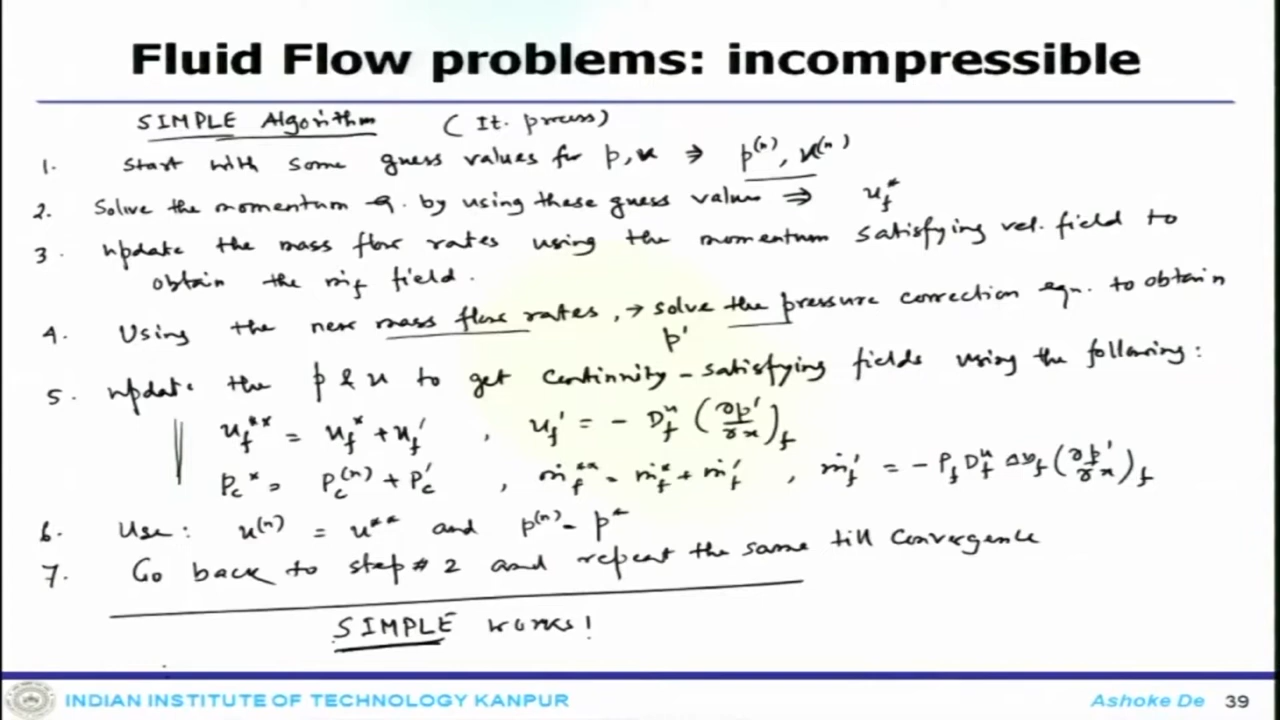 Fluid Flow problems: incompressible
SIMPLE Algorithm (It. process)
1. Start with some guess values for p, u ⇒ p⁽ⁿ⁾, u⁽ⁿ⁾
2. Solve the momentum eq. by using these guess values ⇒ u_f*
3. Update the mass flow rates using the momentum satisfying vel. field to
obtain the ṁ_f field.
4. Using the new mass flow rates, → solve the pressure correction eqn. to obtain
p'
5. Update the p & u to get continuity-satisfying fields using the following:
u_f** = u_f* + u_f' , u_f' = - D_f^u (∂p'/∂x)_f
p_c* = p_c⁽ⁿ⁾ + p_c' , ṁ_f** = ṁ_f* + ṁ_f' , ṁ_f' = - ρ_f D_f^u Δy_f (∂p'/∂x)_f
6. Use: u⁽ⁿ⁾ = u** and p⁽ⁿ⁾ = p*
7. Go back to step # 2 and repeat the same till convergence
SIMPLE works!
INDIAN INSTITUTE OF TECHNOLOGY KANPUR
Ashoke De 39